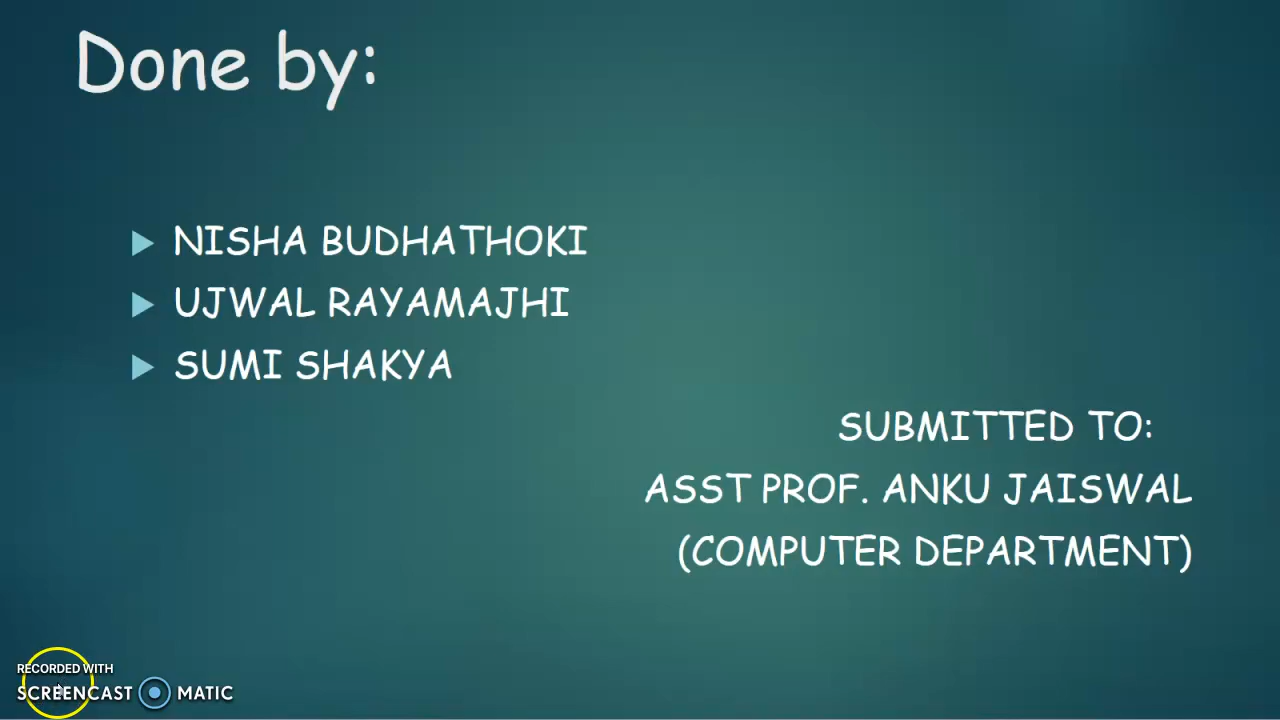 Done by:
NISHA BUDHATHOKI
UJWAL RAYAMAJHI
SUMI SHAKYA
SUBMITTED TO:
ASST PROF. ANKU JAISWAL
(COMPUTER DEPARTMENT)
RECORDED WITH
SCREENCAST MATIC